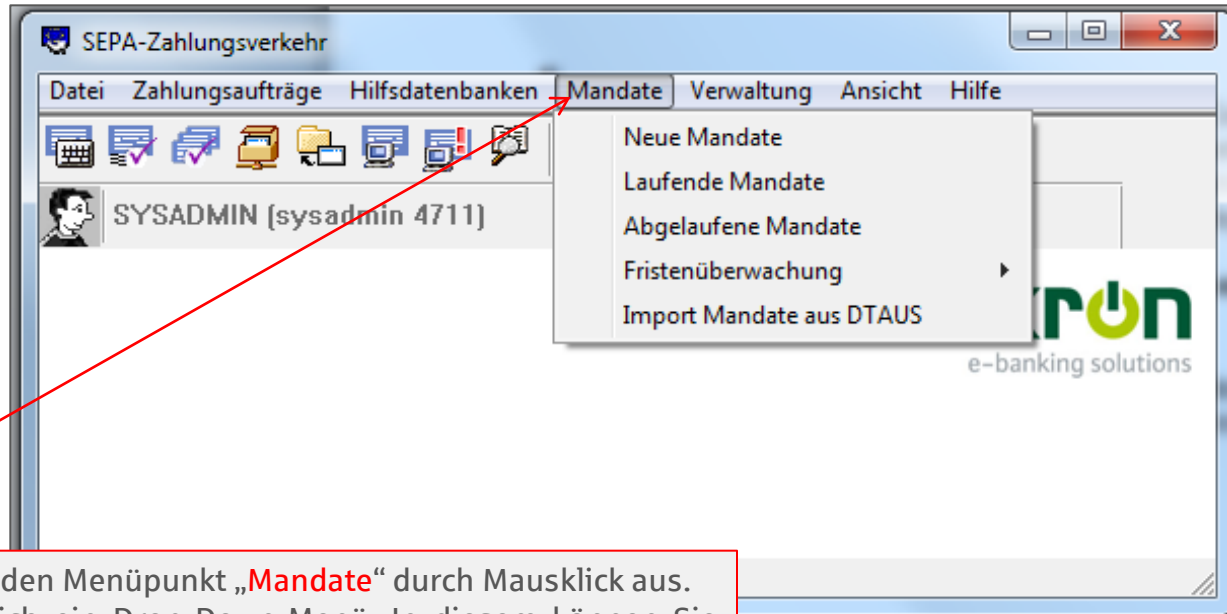 SEPA-Zahlungsverkehr
Datei Zahlungsaufträge Hilfsdatenbanken Mandate Verwaltung Ansicht Hilfe
Neue Mandate
Laufende Mandate
Abgelaufene Mandate
Fristenüberwachung
Import Mandate aus DTAUS
SYSADMIN (sysadmin 4711)
e-banking solutions
den Menüpunkt „Mandate“ durch Mausklick aus.